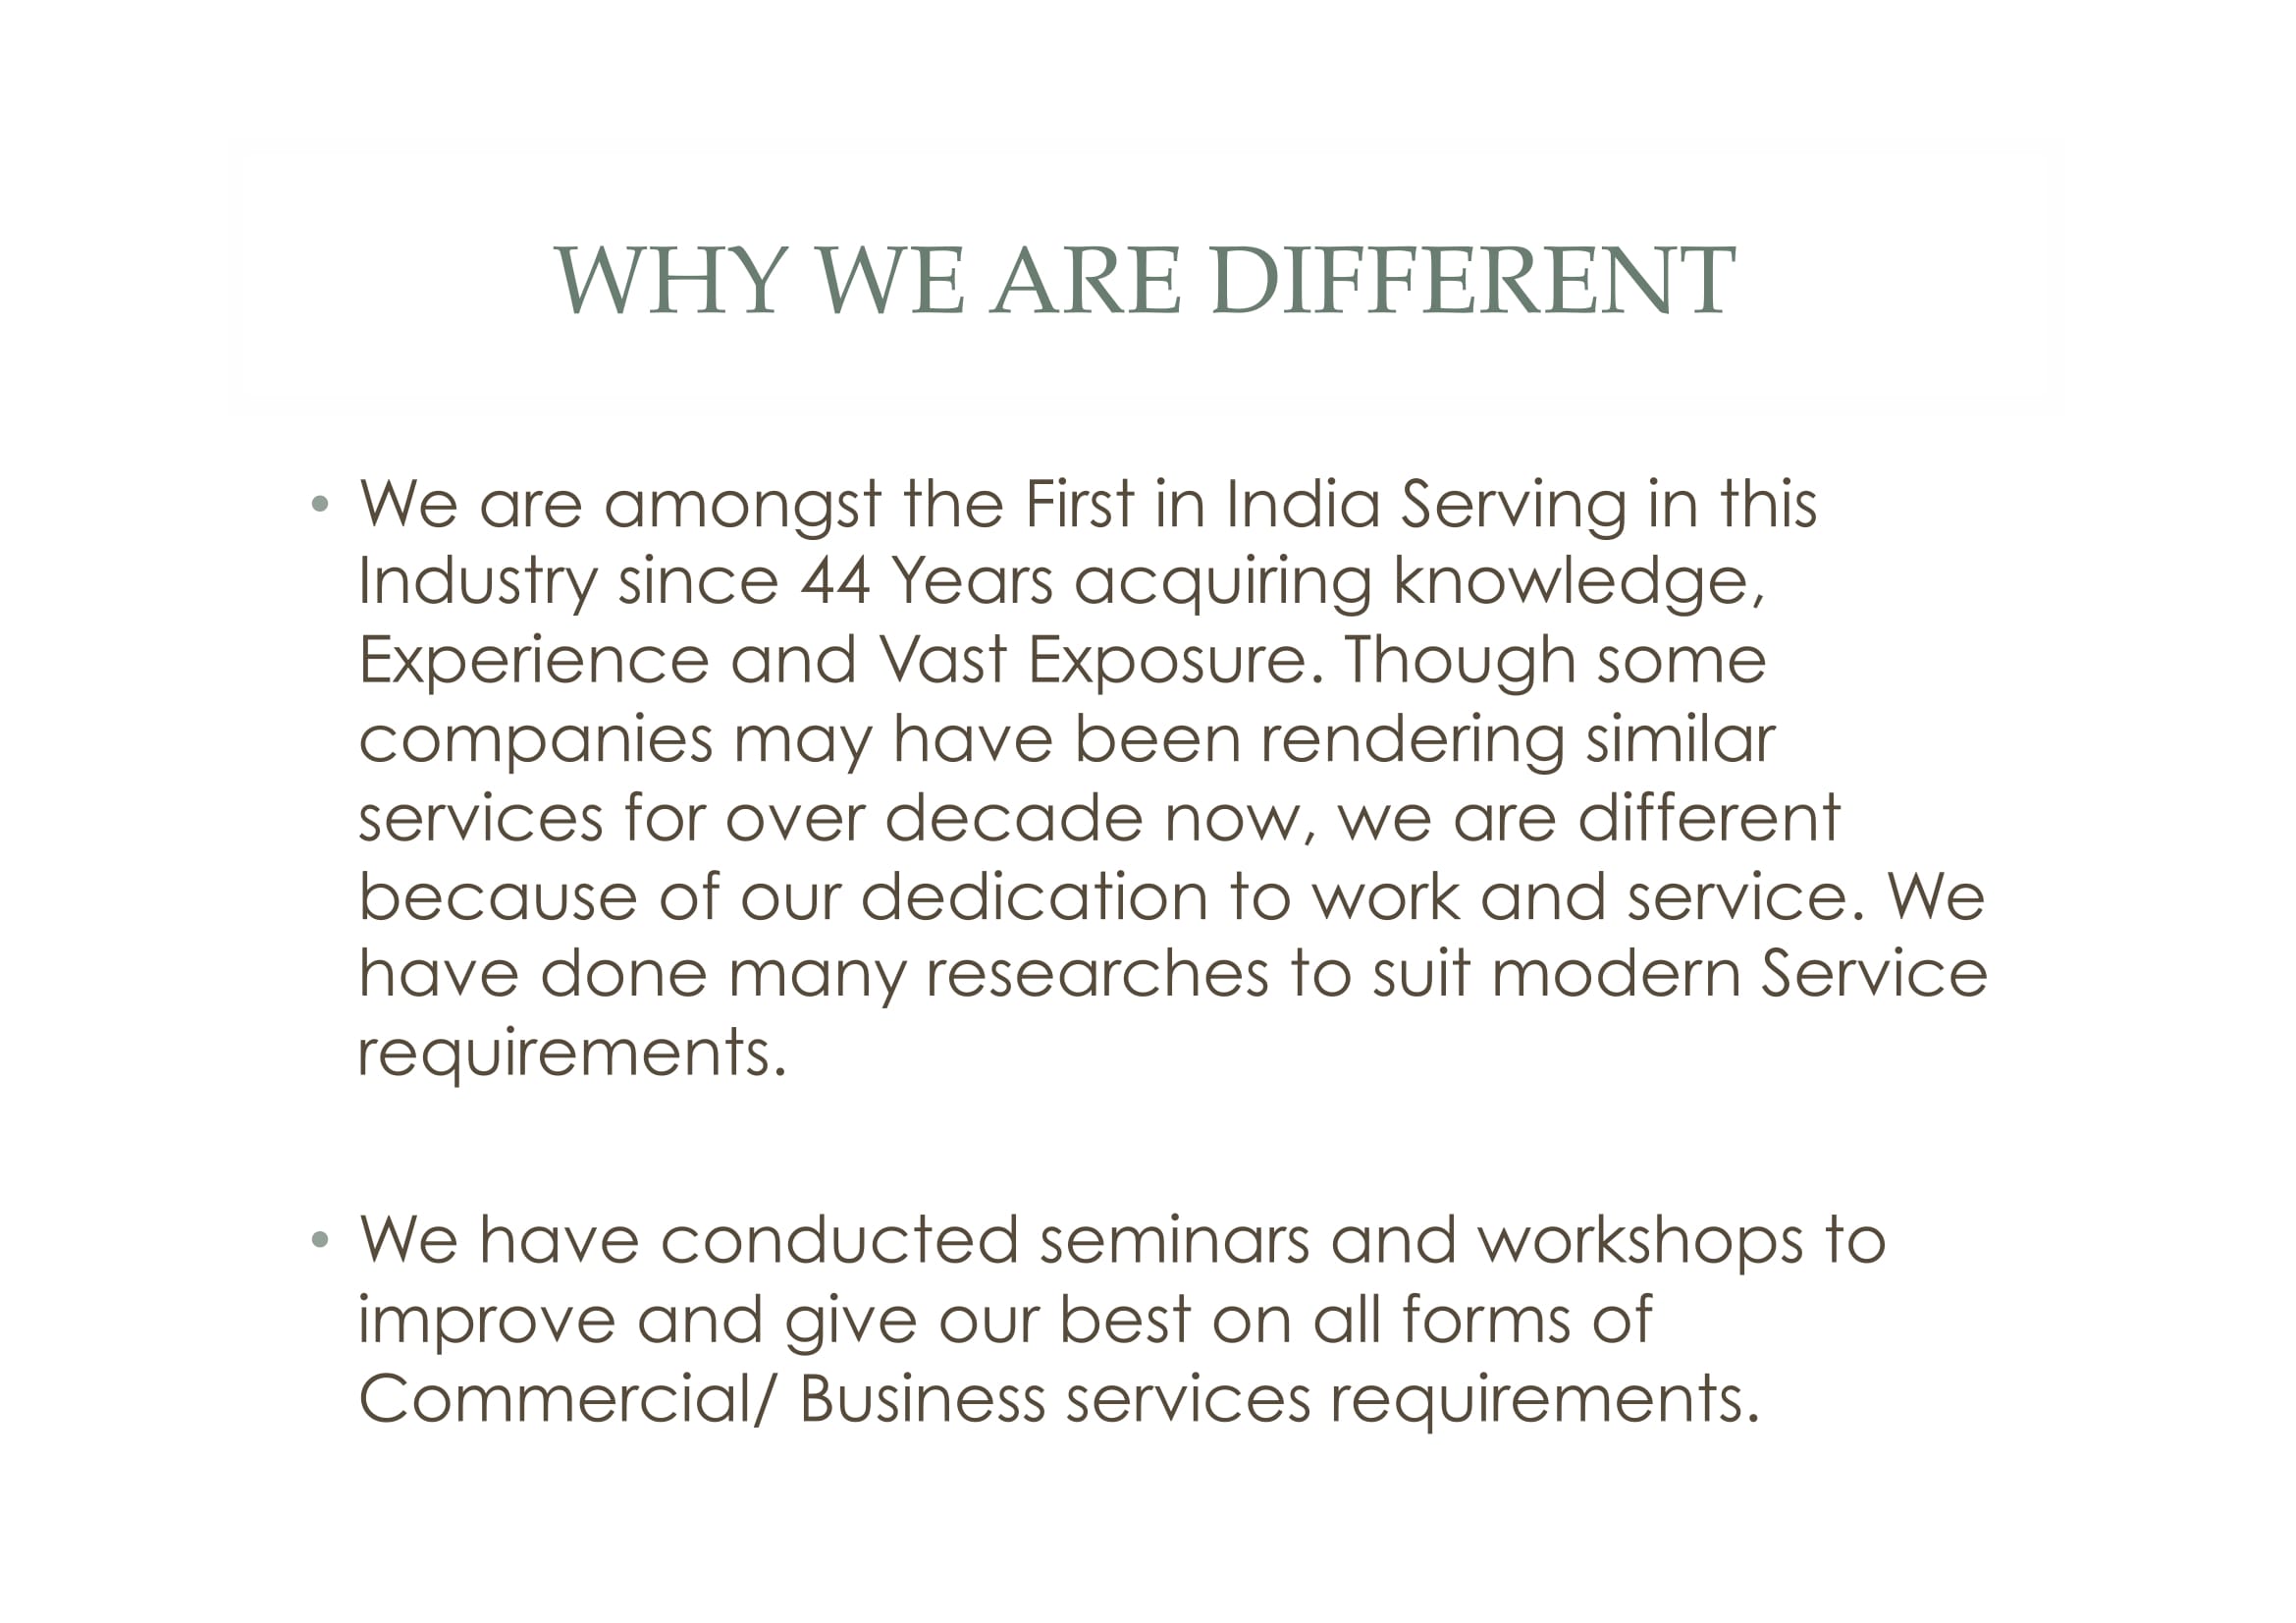 WHY WE ARE DIFFERENT
• We are amongst the First in India Serving in this
Industry since 44 Years acquiring knowledge,
Experience and Vast Exposure. Though some
companies may have been rendering similar
services for over decade now, we are different
because of our dedication to work and service. We
have done many researches to suit modern Service
requirements.
• We have conducted seminars and workshops to
improve and give our best on all forms of
Commercial/ Business services requirements.